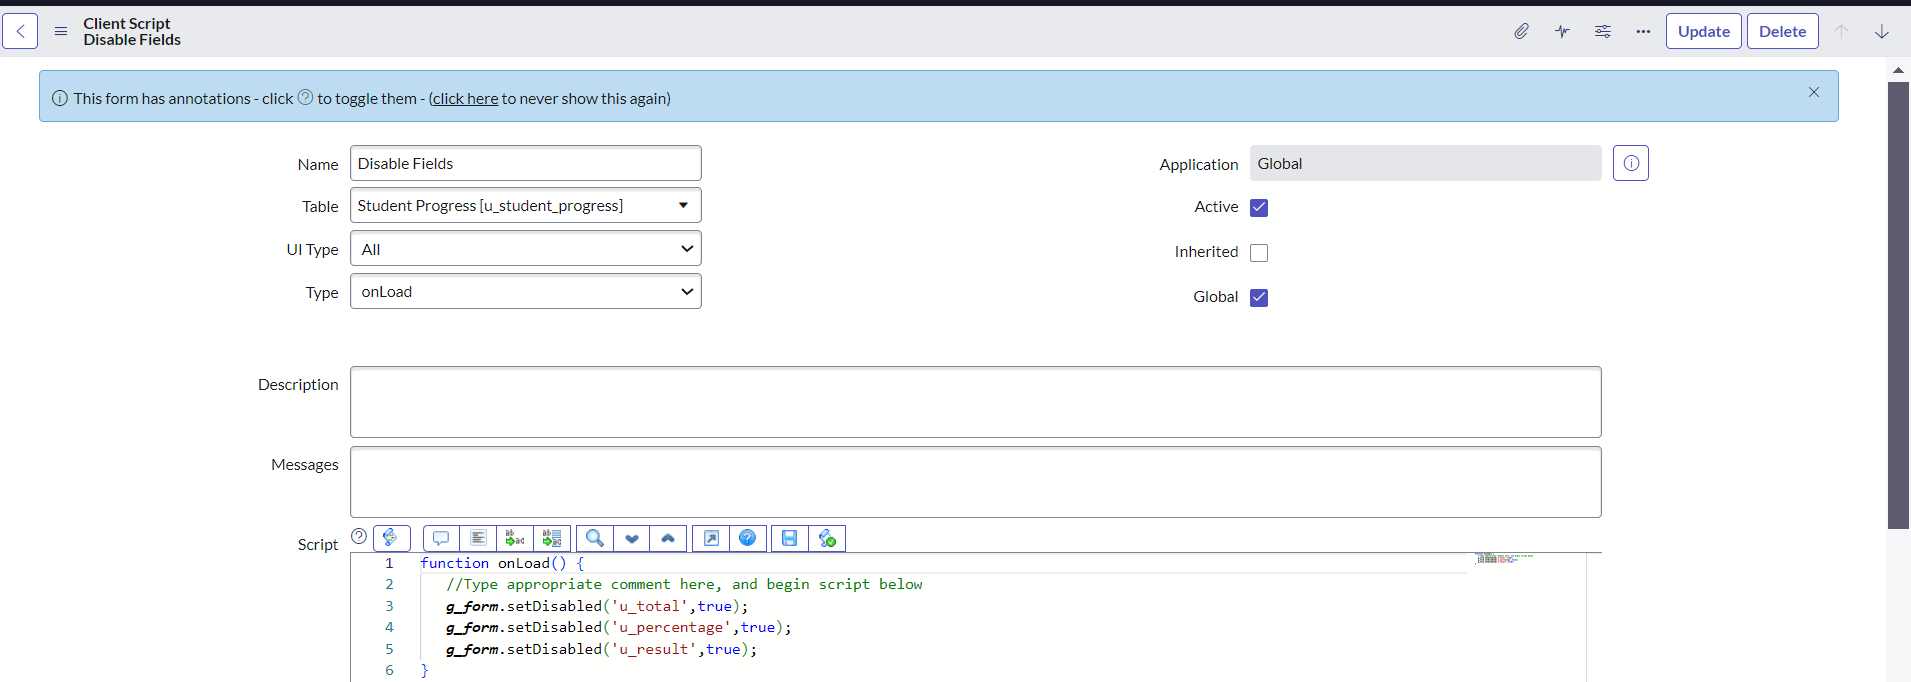 Client Script
Disable Fields
Update
Delete
This form has annotations - click ? to toggle them - (click here to never show this again)
Name
Disable Fields
Application
Global
Table
Student Progress [u_student_progress]
Active
UI Type
All
Inherited
Type
onLoad
Global
Description
Messages
Script
1 function onLoad() {
2 //Type appropriate comment here, and begin script below
3 g_form.setDisabled('u_total',true);
4 g_form.setDisabled('u_percentage',true);
5 g_form.setDisabled('u_result',true);
6 }